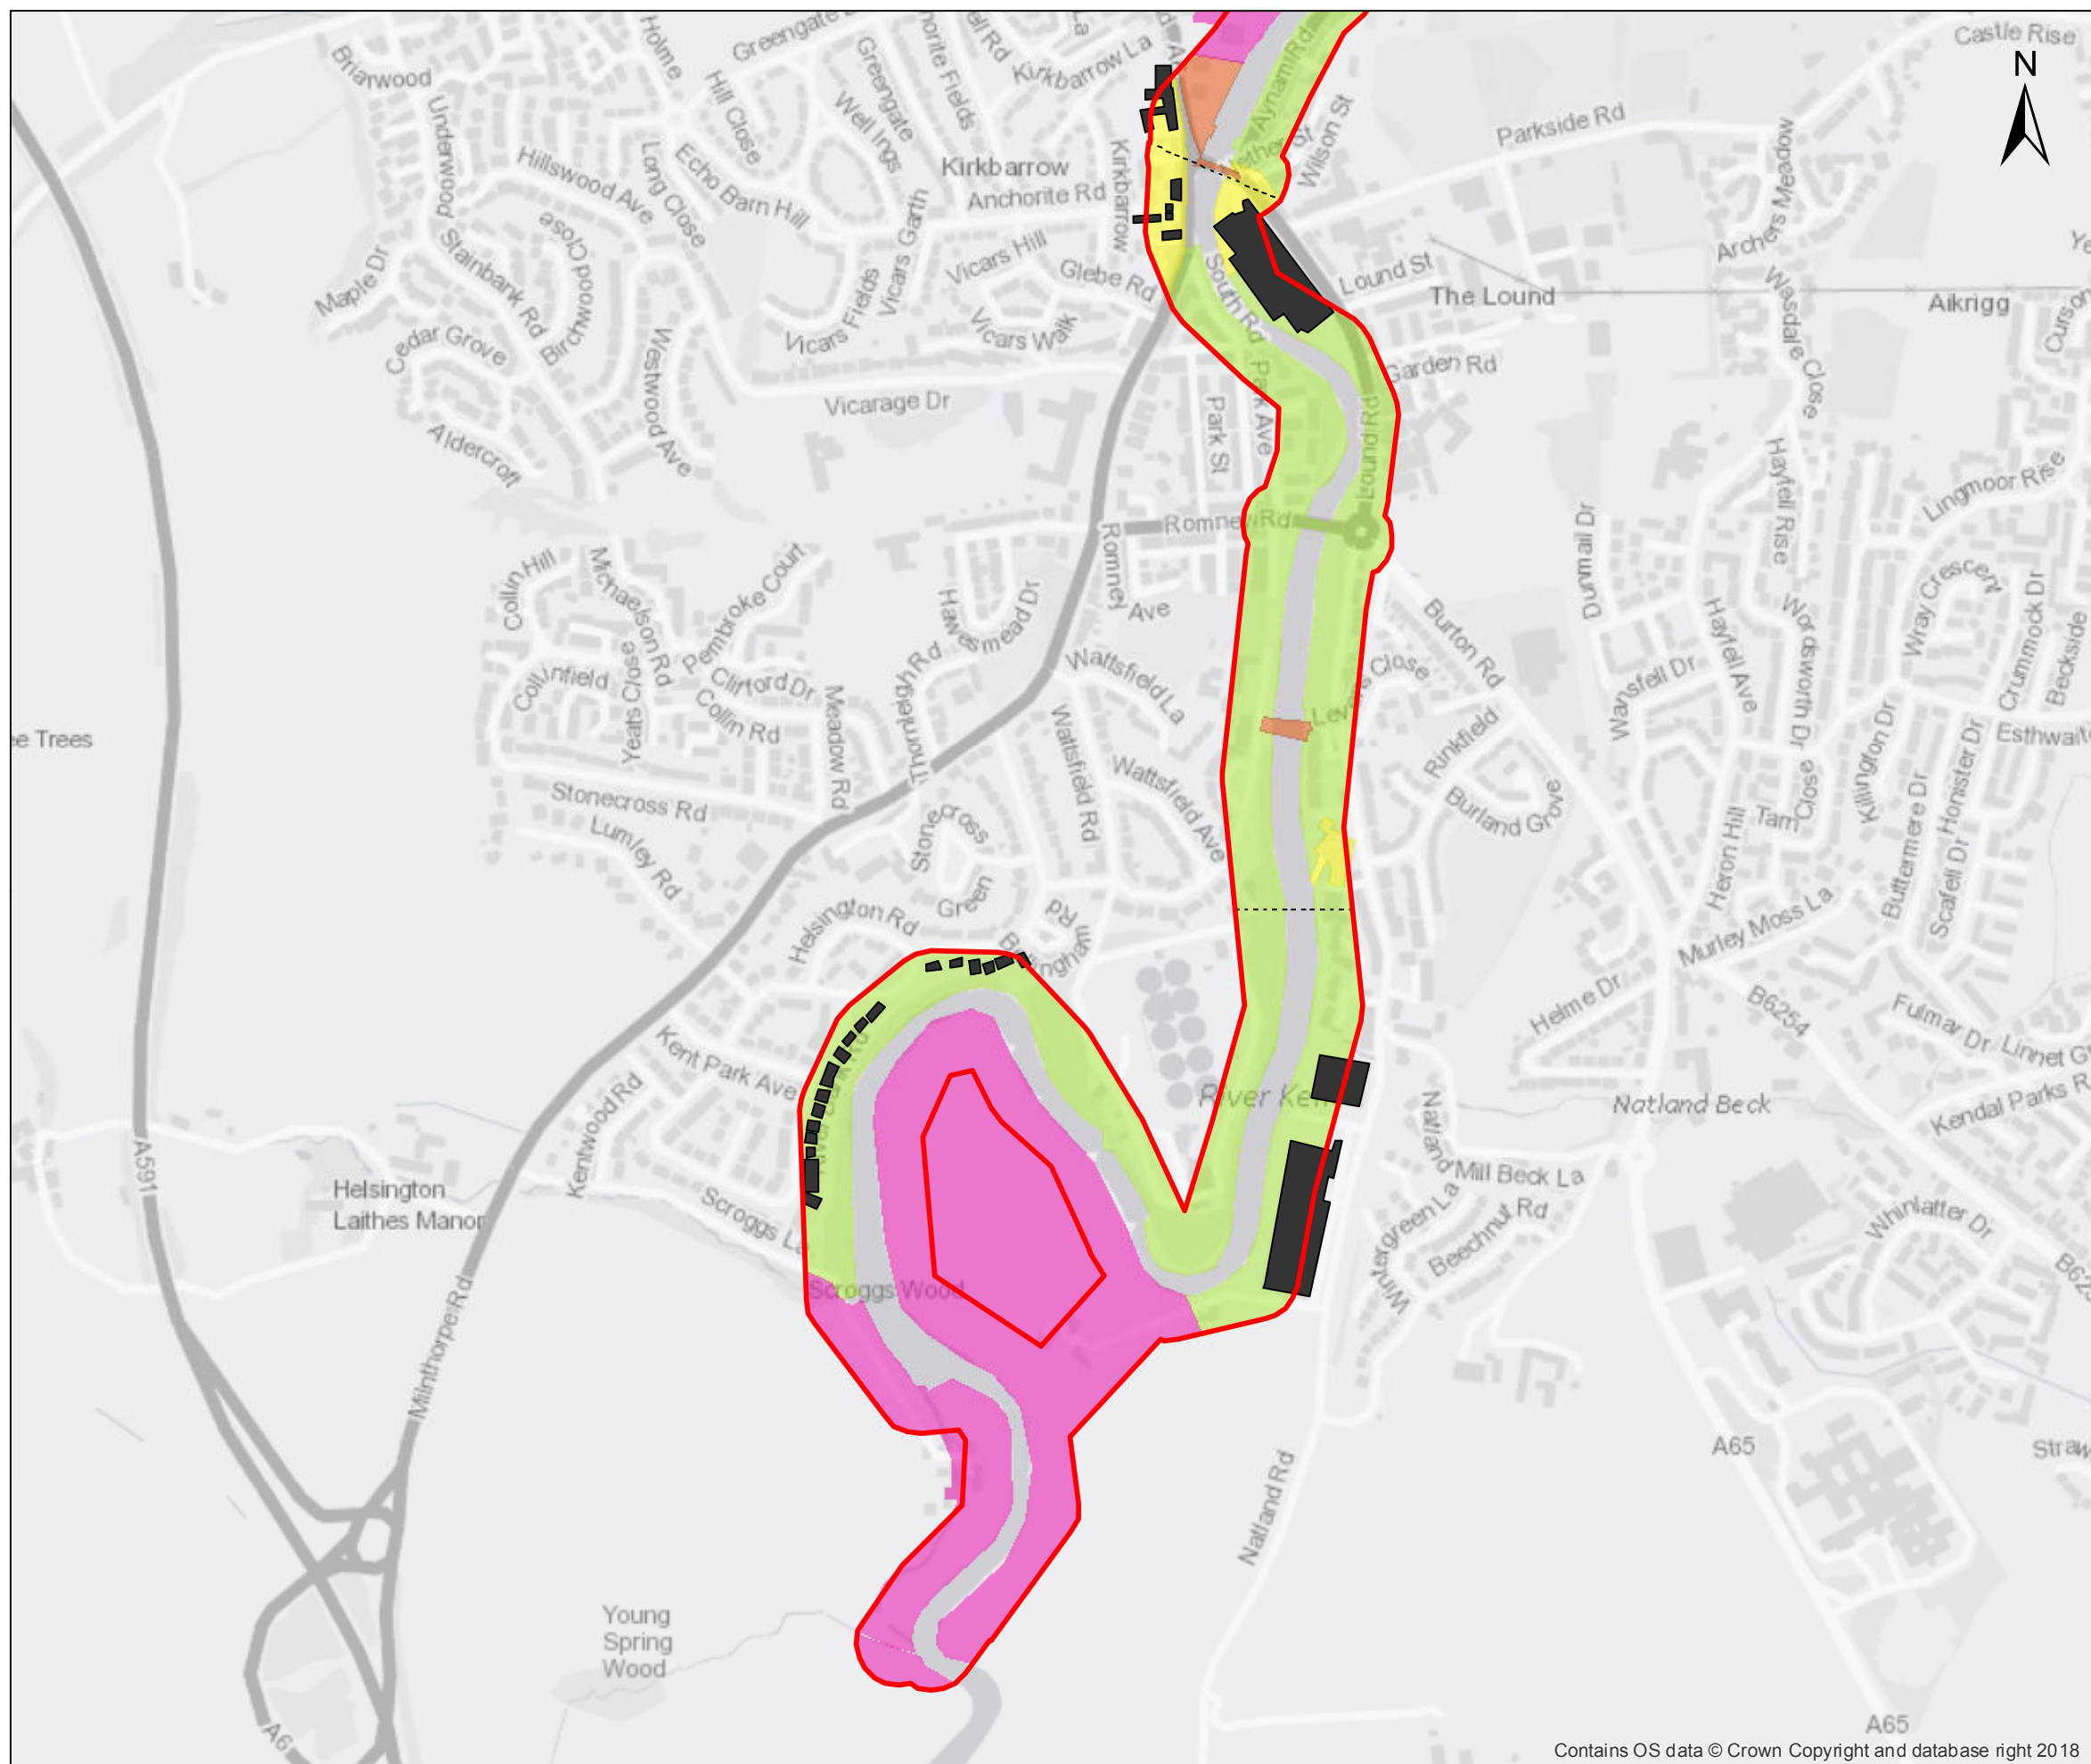 Briarwood
Holme
Greengate
Kirkbarrow La
Castle Rise
N
Underwood
Hill Close
Greengate
Well Ings
Aynam Rd
Wilson St
Parkside Rd
Hillswood Ave
Long Close
Echo Barn Hill
Kirkbarrow
Anchorite Rd
Kirkbarrow
Archers Meadow
Maple Dr
Stainbank Rd
Birchwood Close
Vicars Garth
Vicars Hill
Glebe Rd
South Rd
Lound St
The Lound
Wasdale Close
Aikrigg
Cedar Grove
Westwood Ave
Vicars Fields
Vicars Walk
Garden Rd
Aldercroft
Vicarage Dr
Park St
Park Ave
Lound Rd
Hayfell Rise
Lingmoor Rise
Romney Rd
Collin Hill
Michaelson Rd
Pembroke Court
Hawesmead Dr
Romney
Ave
Burton Rd
Dunmail Dr
Hayfell Ave
Wordsworth Dr
Wray Crescent
Crummock Dr
Beckside
Collinfield
Yeats Close
Clifford Dr
Collin Rd
Meadow Rd
Thornleigh Rd
Wattsfield La
Levens Close
Rinkfield
Wansfell Dr
ee Trees
Stonecross Rd
Lumley Rd
Stone
cross
Green
Wattsfield Rd
Wattsfield Ave
Burland Grove
Heron Hill
Tarn
Close
Killington Dr
Buttermere Dr
Honister Dr
Scafell Dr
Helsington Rd
Murley Moss La
Helme Dr
B6254
Fulmar Dr
Kent Park Ave
Kentwood Rd
River Kent
Natland
Natland Beck
Kendal Parks R
A591
Helsington
Laithes Manor
Scroggs La
Scroggs Wood
Mill Beck La
Wintergreen La
Beechnut Rd
Whinlatter Dr
Milnthorpe Rd
A65
Natland Rd
Young
Spring
Wood
A6
A65
Contains OS data © Crown Copyright and database right 2018